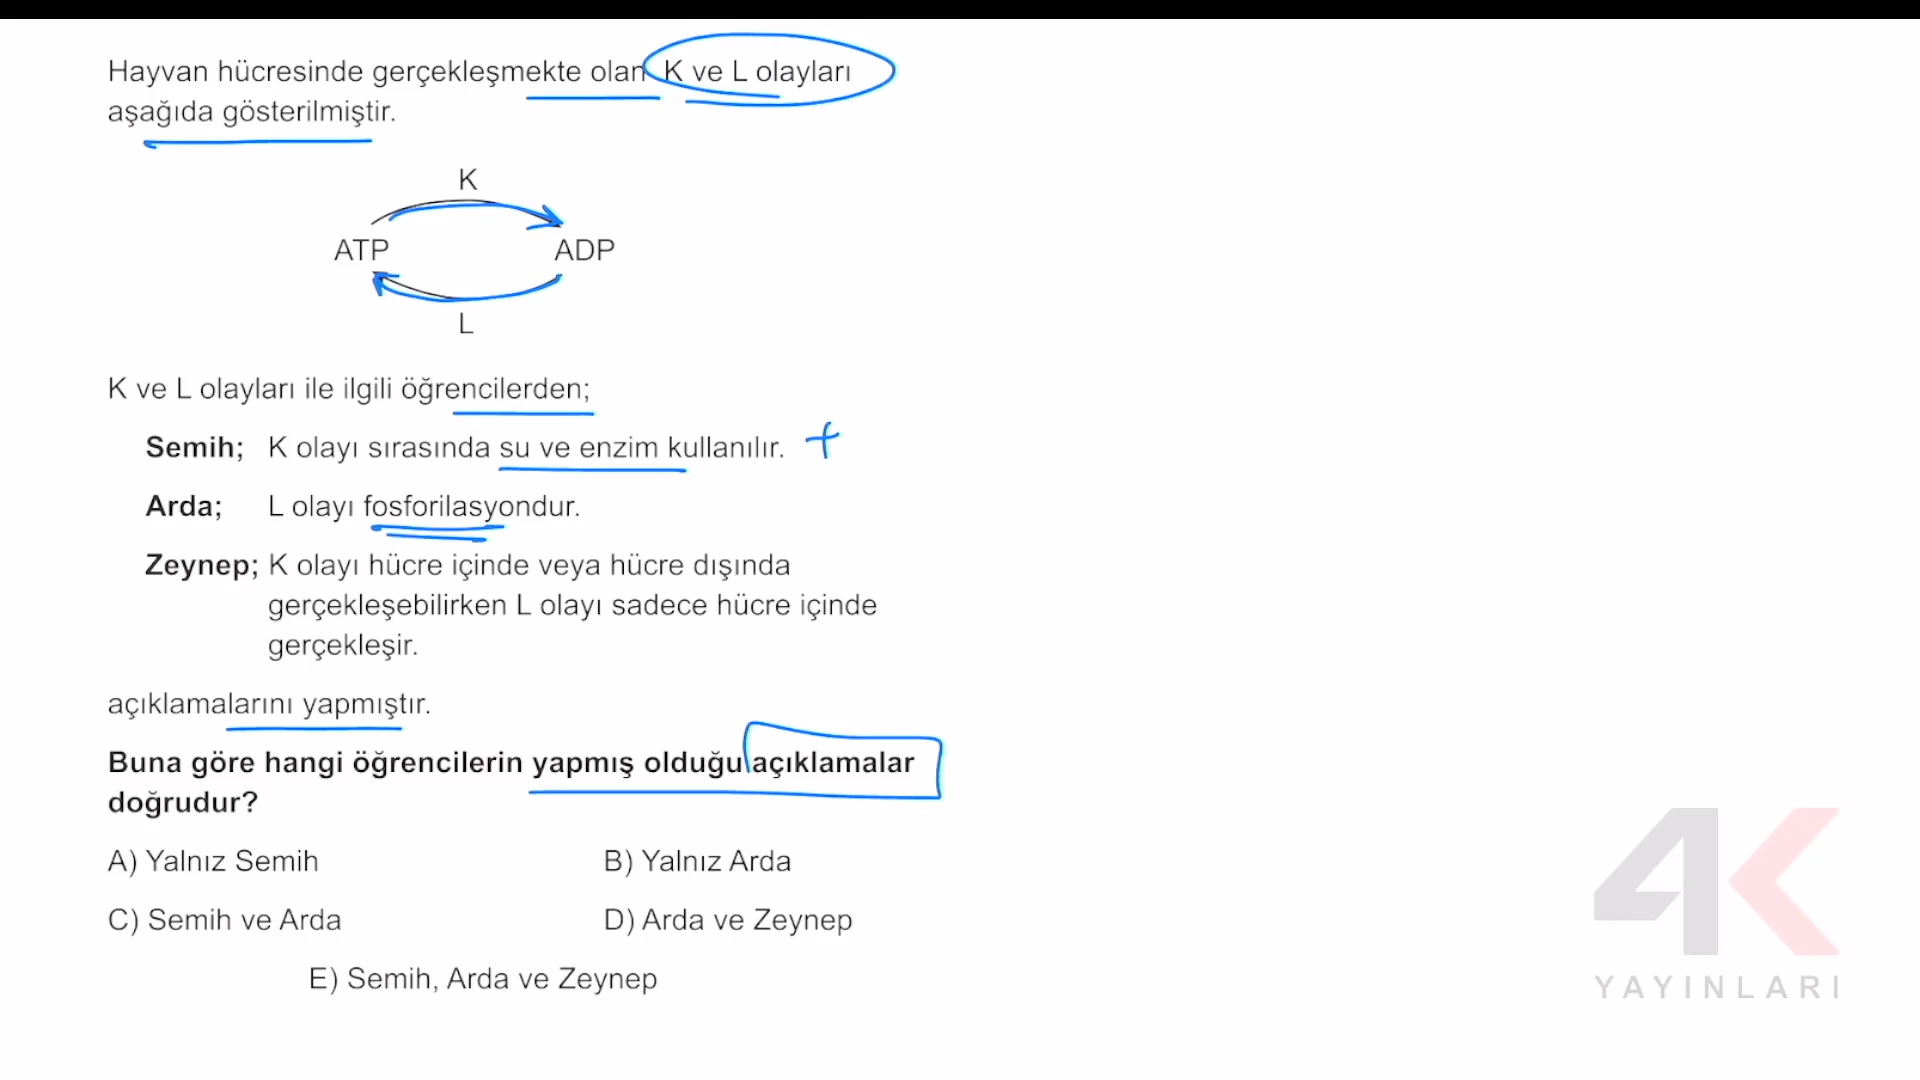 Hayvan hücresinde gerçekleşmekte olan K ve L olayları
aşağıda gösterilmiştir.
K
ATP ADP
L
K ve L olayları ile ilgili öğrencilerden;
Semih; K olayı sırasında su ve enzim kullanılır. +
Arda; L olayı fosforilasyondur.
Zeynep; K olayı hücre içinde veya hücre dışında
gerçekleşebilirken L olayı sadece hücre içinde
gerçekleşir.
açıklamalarını yapmıştır.
Buna göre hangi öğrencilerin yapmış olduğu açıklamalar
doğrudur?
A) Yalnız Semih B) Yalnız Arda
C) Semih ve Arda D) Arda ve Zeynep
E) Semih, Arda ve Zeynep
4K
YAYINLARI